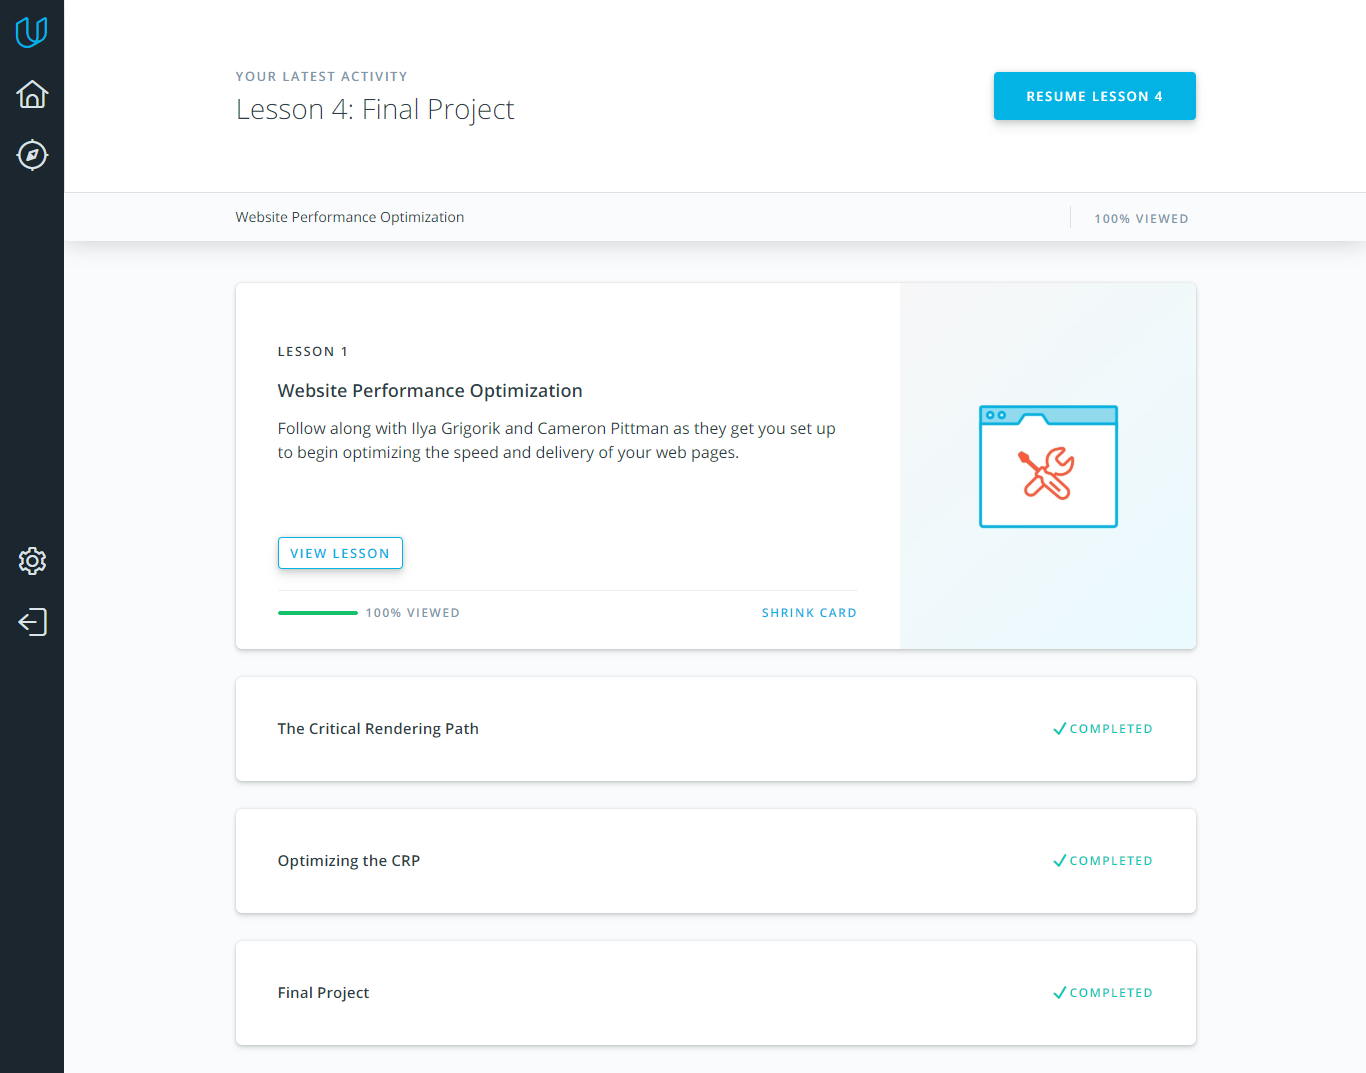 YOUR LATEST ACTIVITY
Lesson 4: Final Project
RESUME LESSON 4
Website Performance Optimization
100% VIEWED
LESSON 1
Website Performance Optimization
Follow along with Ilya Grigorik and Cameron Pittman as they get you set up
to begin optimizing the speed and delivery of your web pages.
VIEW LESSON
100% VIEWED
SHRINK CARD
The Critical Rendering Path
COMPLETED
Optimizing the CRP
COMPLETED
Final Project
COMPLETED